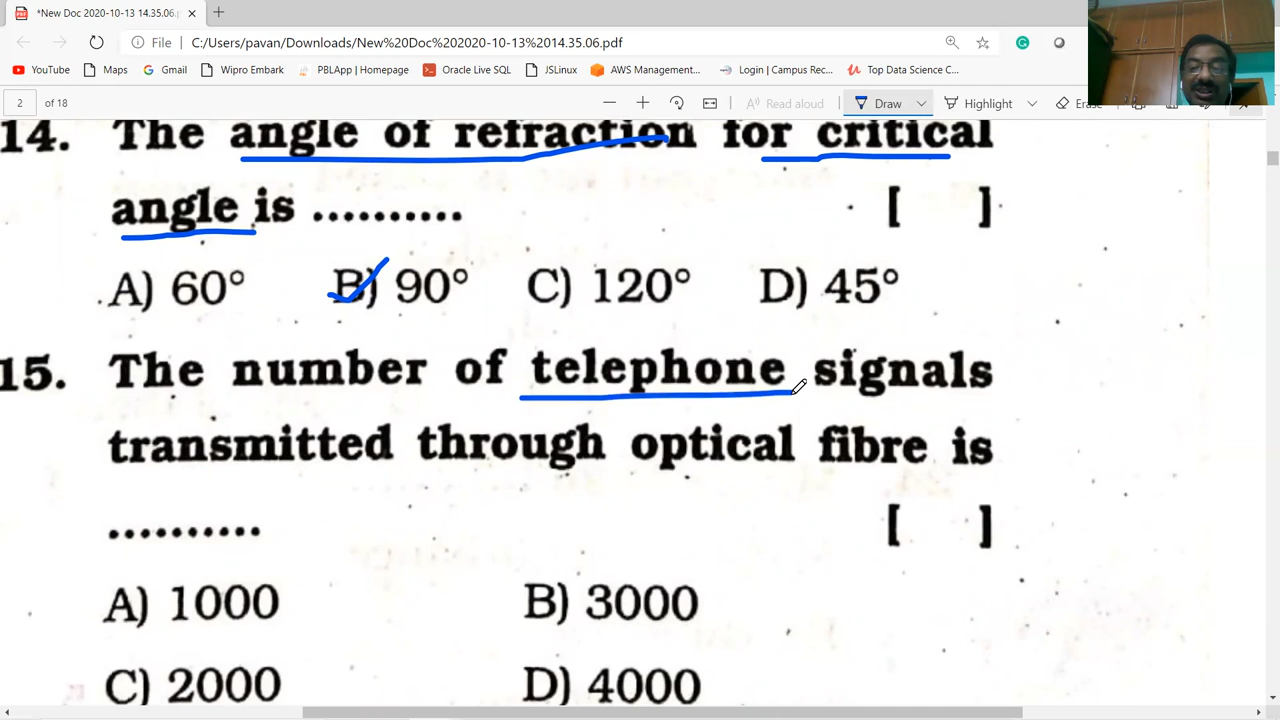 *New Doc 2020-10-13 14.35.06.p
File C:/Users/pavan/Downloads/New%20Doc%202020-10-13%2014.35.06.pdf
YouTube Maps Gmail Wipro Embark PBLApp | Homepage Oracle Live SQL JSLinux AWS Management... Login | Campus Rec... Top Data Science C...
2 of 18 Read aloud Draw Highlight Erase
14. The angle of refraction for critical
angle is .......... [ ]
A) 60° B) 90° C) 120° D) 45°
15. The number of telephone signals
transmitted through optical fibre is
.......... [ ]
A) 1000 B) 3000
C) 2000 D) 4000